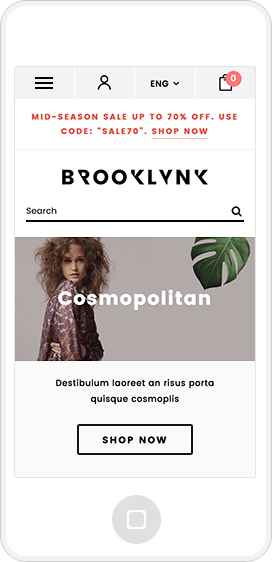 ENG
0
MID-SEASON SALE UP TO 70% OFF. USE
CODE: "SALE70". SHOP NOW
BROOKLYNK
Search
Cosmopolitan
Destibulum laoreet an risus porta
quisque cosmoplis
SHOP NOW